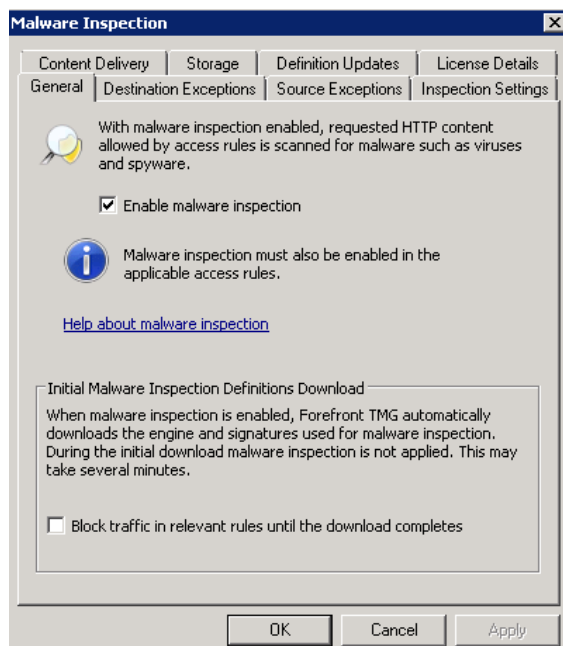 Malware Inspection
Content Delivery
Storage
Definition Updates
License Details
General
Destination Exceptions
Source Exceptions
Inspection Settings
With malware inspection enabled, requested HTTP content
allowed by access rules is scanned for malware such as viruses
and spyware.
Enable malware inspection
Malware inspection must also be enabled in the
applicable access rules.
Help about malware inspection
Initial Malware Inspection Definitions Download
When malware inspection is enabled, Forefront TMG automatically
downloads the engine and signatures used for malware inspection.
During the initial download malware inspection is not applied. This may
take several minutes.
Block traffic in relevant rules until the download completes
OK
Cancel
Apply